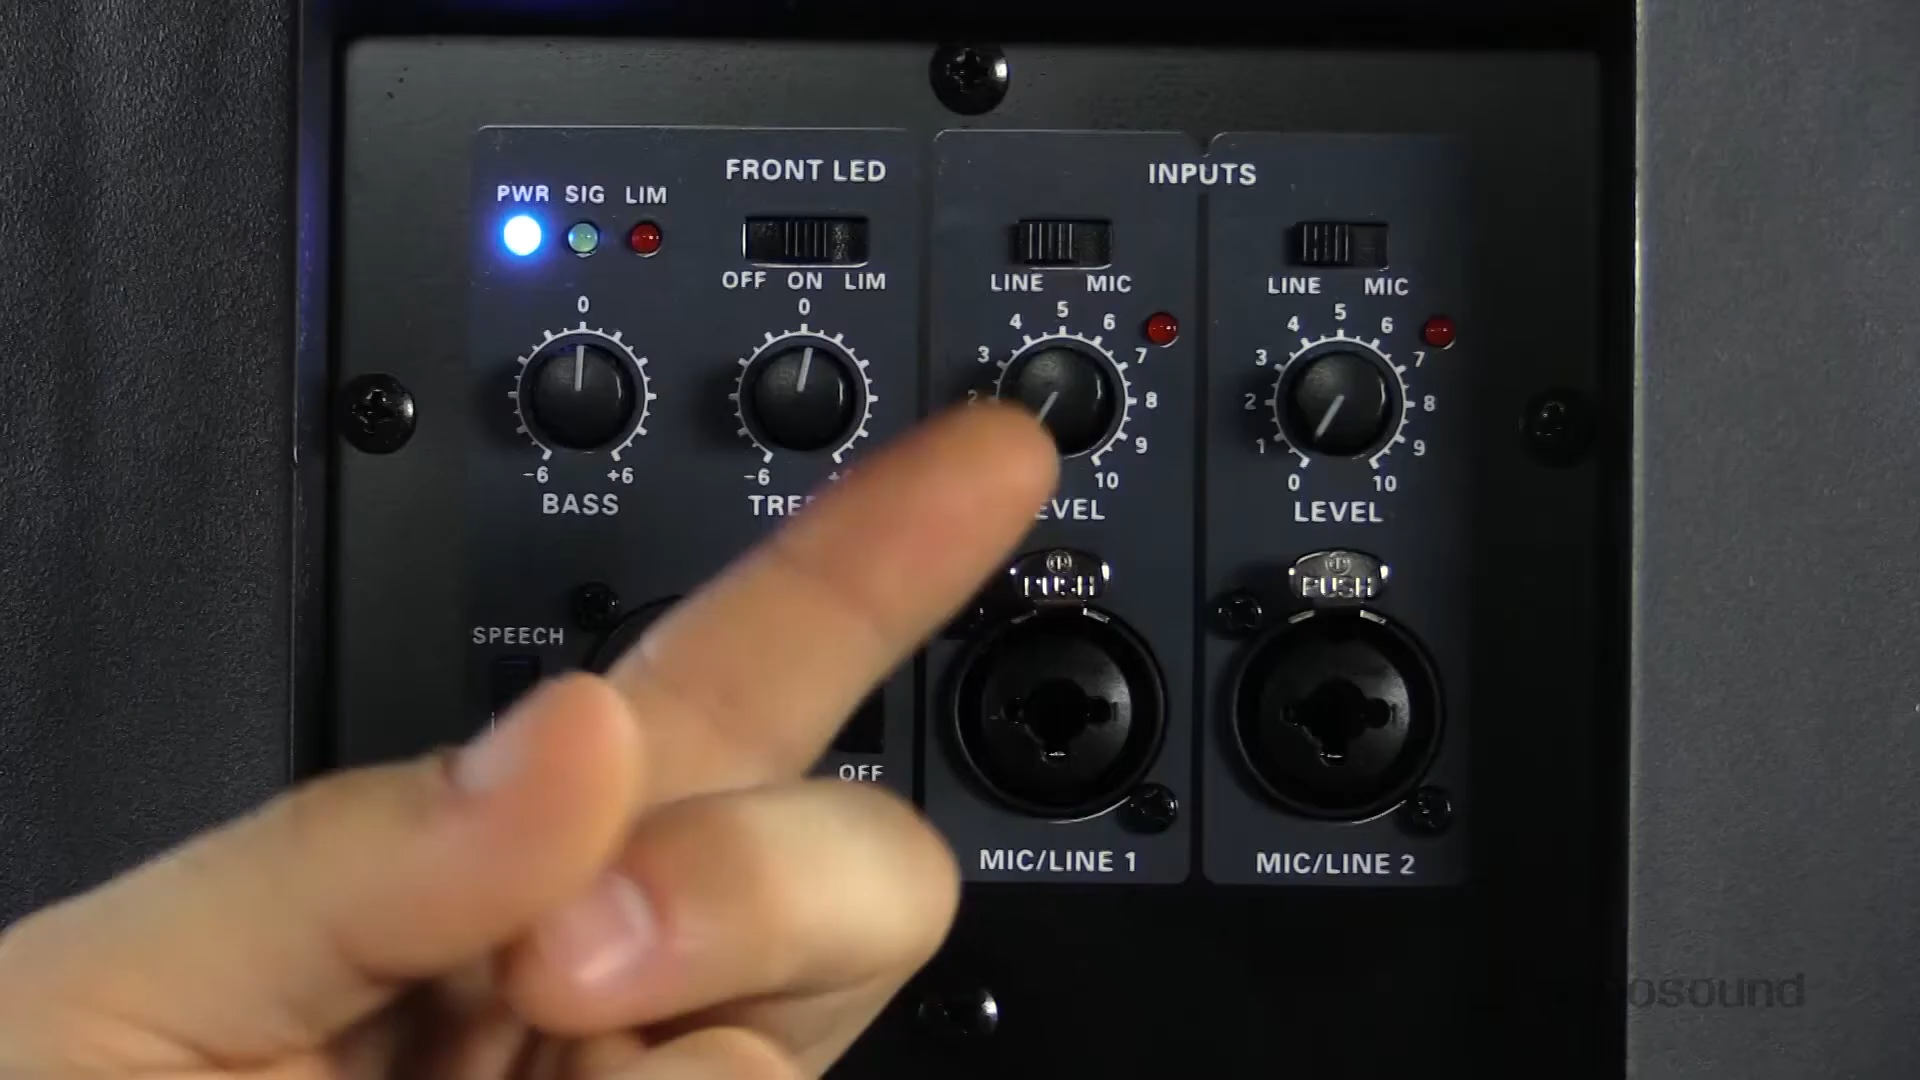 FRONT LED
INPUTS
PWR SIG LIM
OFF ON LIM
LINE MIC
LINE MIC
0
0
3 4 5 6 7 8 9 10
0 1 2 3 4 5 6 7 8 9 10
-6 +6
-6
BASS
LEVEL
PUSH
PUSH
SPEECH
OFF
MIC/LINE 1
MIC/LINE 2